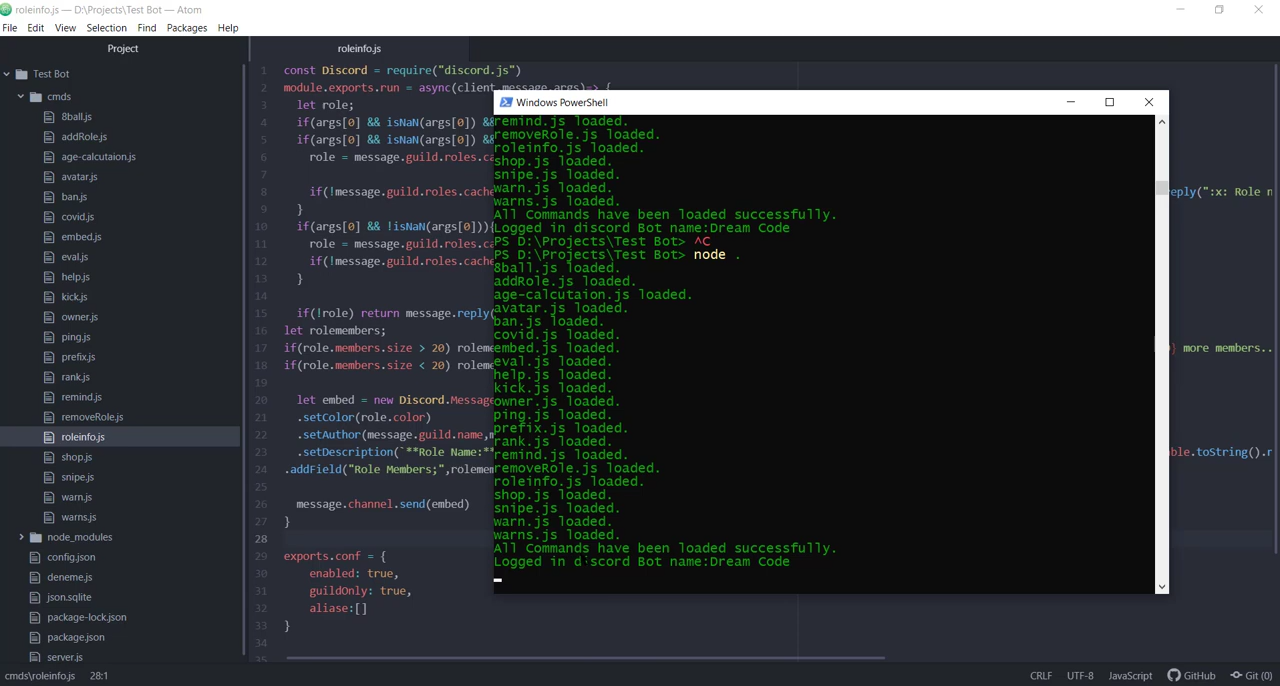 roleinfo.js — D:\Projects\Test Bot — Atom
File Edit View Selection Find Packages Help
Project
Test Bot
cmds
8ball.js
addRole.js
age-calcutaion.js
avatar.js
ban.js
covid.js
embed.js
eval.js
help.js
kick.js
owner.js
ping.js
prefix.js
rank.js
remind.js
removeRole.js
roleinfo.js
shop.js
snipe.js
warn.js
warns.js
node_modules
config.json
deneme.js
json.sqlite
package-lock.json
package.json
server.js
roleinfo.js
1 const Discord = require("discord.js")
2 module.exports.run = async(client,message,args)=> {
3 let role;
4 if(args[0] && isNaN(args[0]) &&
5 if(args[0] && isNaN(args[0]) &&
6 role = message.guild.roles.ca
7
8 if(!message.guild.roles.cache eply(":x: Role n
9 }
10 if(args[0] && !isNaN(args[0])){
11 role = message.guild.roles.ca
12 if(!message.guild.roles.cache
13 }
14
15 if(!role) return message.reply(
16 let rolemembers;
17 if(role.members.size > 20) roleme } more members..
18 if(role.members.size < 20) roleme
19
20 let embed = new Discord.Message
21 .setColor(role.color)
22 .setAuthor(message.guild.name,m
23 .setDescription(`**Role Name:** ble.toString().r
24 .addField("Role Members;",rolemem
25
26 message.channel.send(embed)
27 }
28
29 exports.conf = {
30 enabled: true,
31 guildOnly: true,
32 aliase:[]
33 }
34
35
Windows PowerShell
remind.js loaded.
removeRole.js loaded.
roleinfo.js loaded.
shop.js loaded.
snipe.js loaded.
warn.js loaded.
warns.js loaded.
All Commands have been loaded successfully.
Logged in discord Bot name:Dream Code
PS D:\Projects\Test Bot> ^C
PS D:\Projects\Test Bot> node .
8ball.js loaded.
addRole.js loaded.
age-calcutaion.js loaded.
avatar.js loaded.
ban.js loaded.
covid.js loaded.
embed.js loaded.
eval.js loaded.
help.js loaded.
kick.js loaded.
owner.js loaded.
ping.js loaded.
prefix.js loaded.
rank.js loaded.
remind.js loaded.
removeRole.js loaded.
roleinfo.js loaded.
shop.js loaded.
snipe.js loaded.
warn.js loaded.
warns.js loaded.
All Commands have been loaded successfully.
Logged in discord Bot name:Dream Code
cmds\roleinfo.js 28:1 CRLF UTF-8 JavaScript GitHub Git (0)